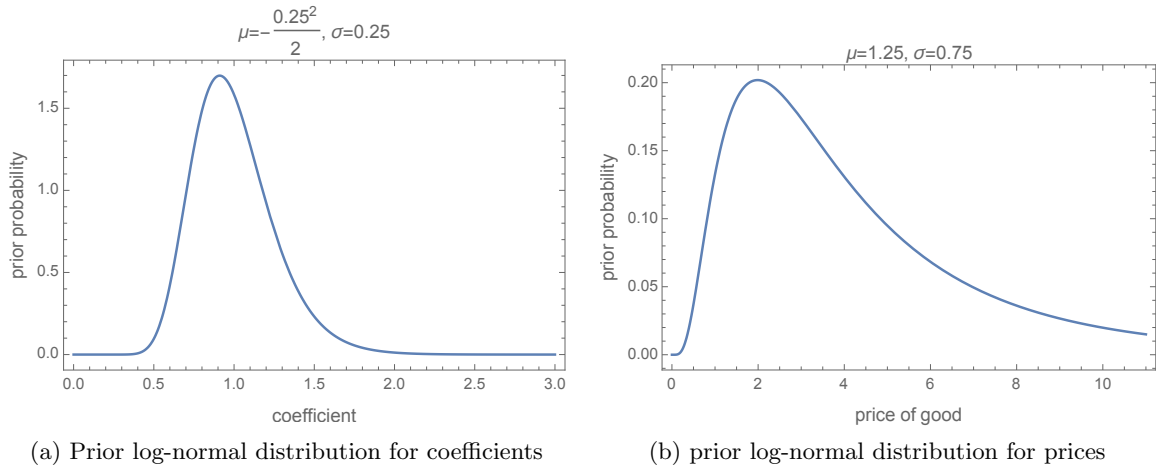 μ=-0.25²/2, σ=0.25
prior probability
1.5
1.0
0.5
0.0
0.0 0.5 1.0 1.5 2.0 2.5 3.0
coefficient
(a) Prior log-normal distribution for coefficients
μ=1.25, σ=0.75
prior probability
0.20
0.15
0.10
0.05
0.00
0 2 4 6 8 10
price of good
(b) prior log-normal distribution for prices